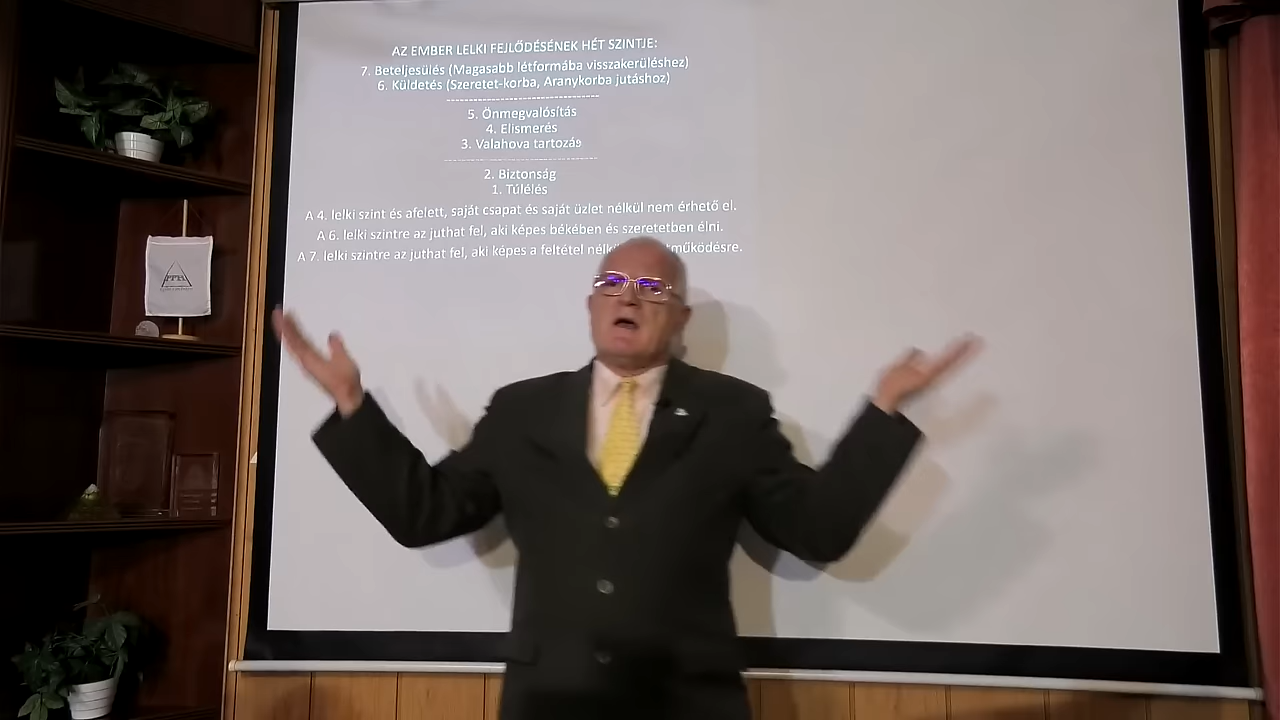 AZ EMBER LELKI FEJLŐDÉSÉNEK HÉT SZINTJE:
7. Beteljesülés (Magasabb létformába visszakerüléshez)
6. Küldetés (Szeretet-korba, Aranykorba jutáshoz)
5. Önmegvalósítás
4. Elismerés
3. Valahova tartozás
2. Biztonság
1. Túlélés
A 4. lelki szint és afelett, saját csapat és saját üzlet nélkül nem érhető el.
A 6. lelki szintre az juthat fel, aki képes békében és szeretetben élni.
A 7. lelki szintre az juthat fel, aki képes a feltétel